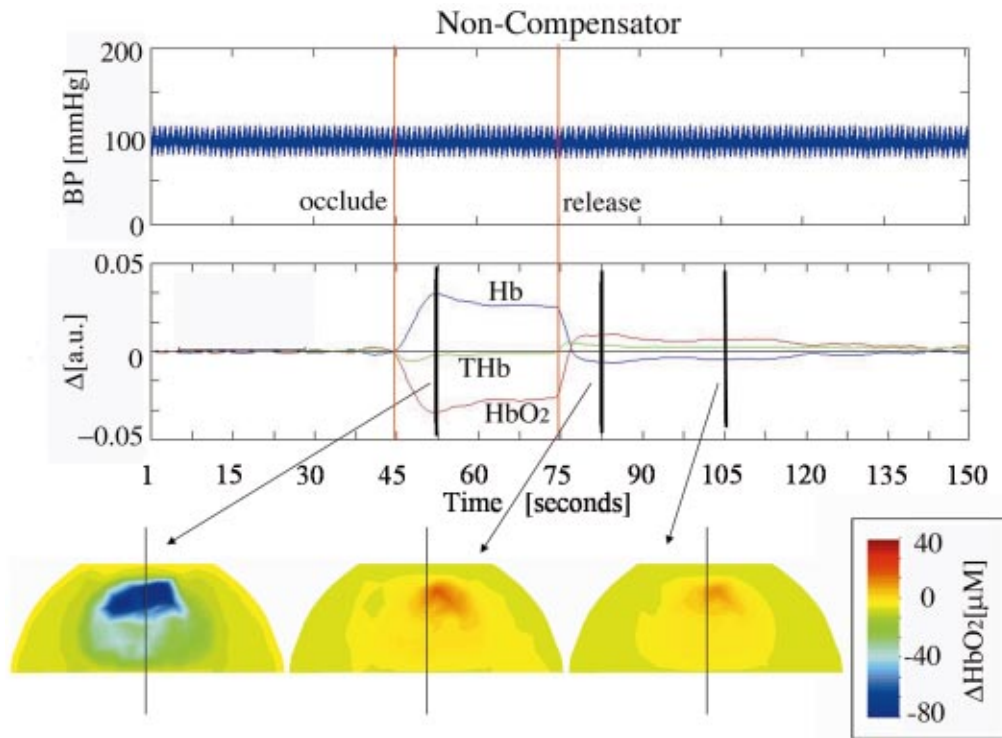 Non-Compensator
200
100
0
BP [mmHg]
occlude
release
0.05
0
–0.05
Δ[a.u.]
Hb
THb
HbO2
1 15 30 45 60 75 90 105 120 135 150
Time [seconds]
40
0
-40
-80
ΔHbO2[μM]